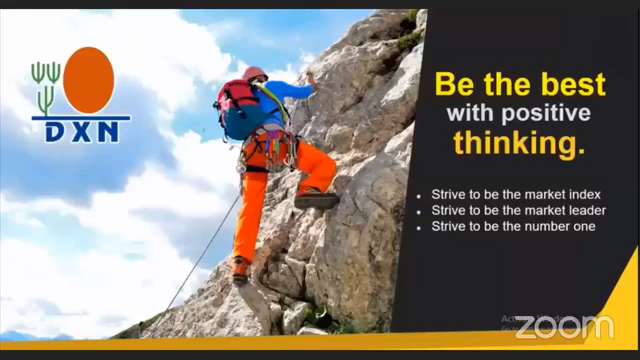 DXN
Be the best
with positive
thinking.
• Strive to be the market index
• Strive to be the market leader
• Strive to be the number one
zoom